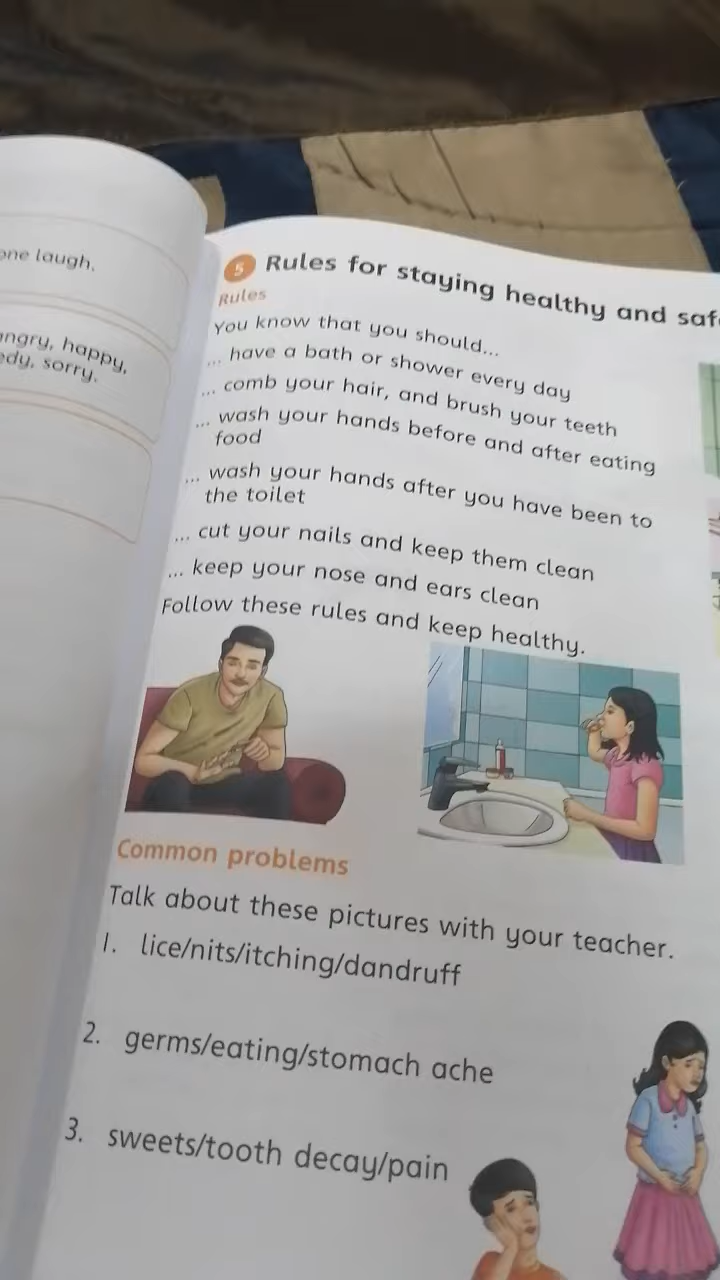 one laugh.
angry, happy,
sorry.
5 Rules for staying healthy and
Rules
You know that you should...
... have a bath or shower every day
... comb your hair, and brush your teeth
... wash your hands before and after eating
food
... wash your hands after you have been to
the toilet
... cut your nails and keep them clean
... keep your nose and ears clean
Follow these rules and keep healthy.
Common problems
Talk about these pictures with your teacher.
1. lice/nits/itching/dandruff
2. germs/eating/stomach ache
3. sweets/tooth decay/pain